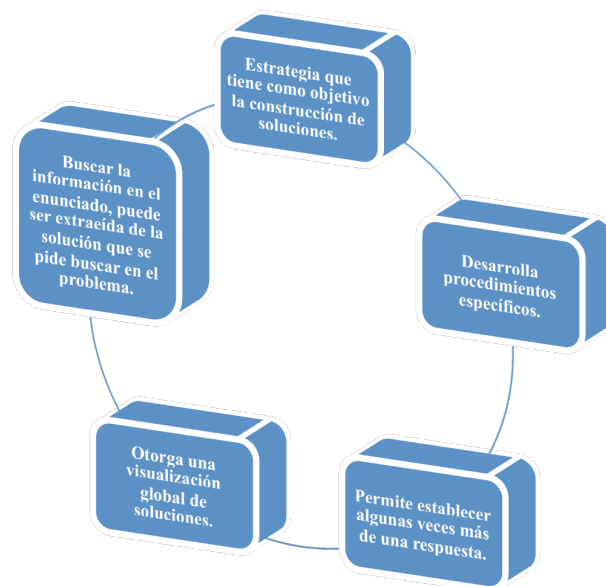 Estrategia que
tiene como objetivo
la construcción de
soluciones.
Desarrolla
procedimientos
específicos.
Permite establecer
algunas veces más
de una respuesta.
Otorga una
visualización
global de
soluciones.
Buscar la
información en el
enunciado, puede
ser extraeída de la
solución que se
pide buscar en el
problema.